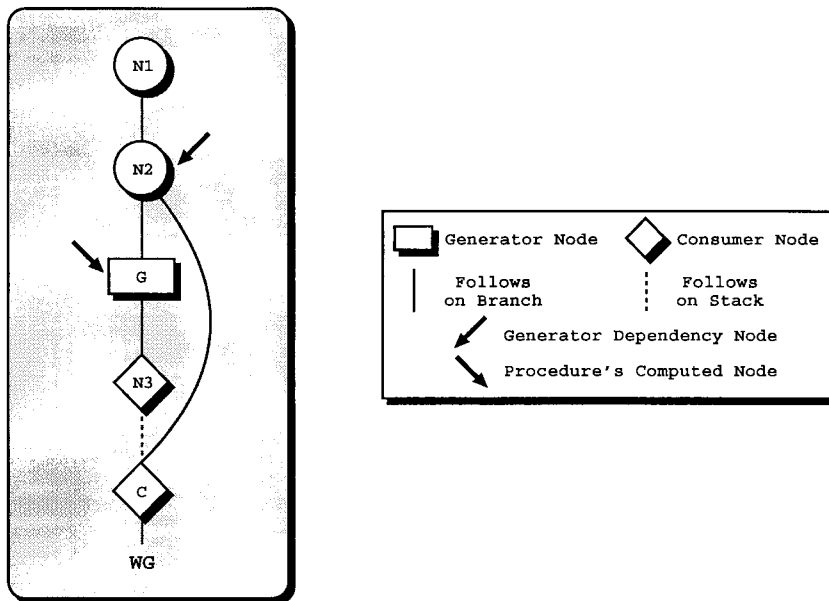 N1
N2
G
N3
C
WG
Generator Node
Consumer Node
Follows
on Branch
Follows
on Stack
Generator Dependency Node
Procedure's Computed Node